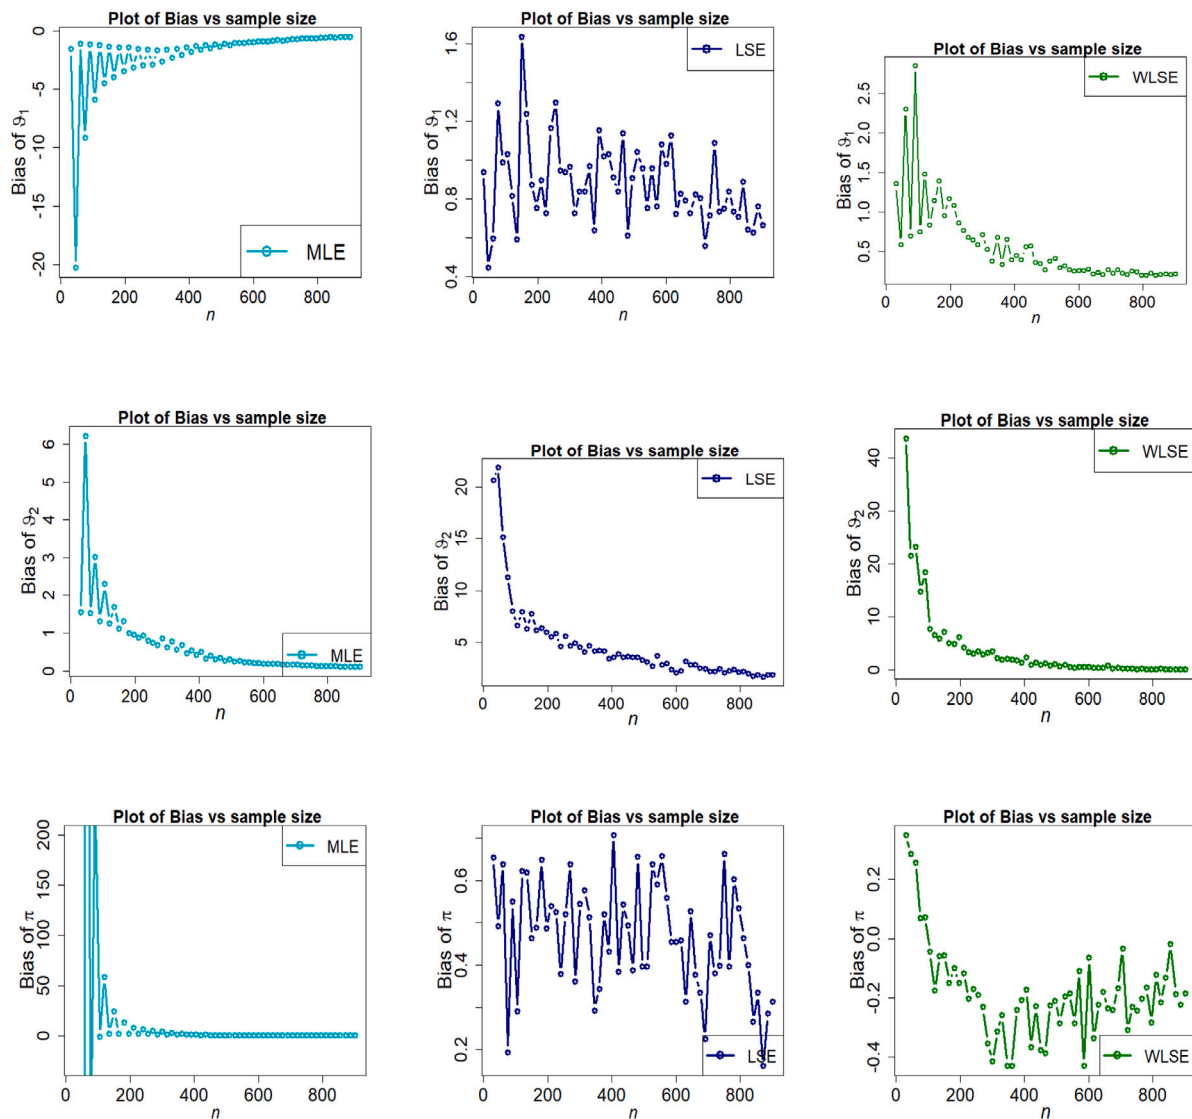 Plot of Bias vs sample size
Bias of ϑ1
0
-5
-10
-15
-20
MLE
0 200 400 600 800
n
Plot of Bias vs sample size
Bias of ϑ1
1.6
1.2
0.8
0.4
LSE
0 200 400 600 800
n
Plot of Bias vs sample size
Bias of ϑ1
2.5
2.0
1.5
1.0
0.5
WLSE
0 200 400 600 800
n
Plot of Bias vs sample size
Bias of ϑ2
6
5
4
3
2
1
0
MLE
0 200 400 600 800
n
Plot of Bias vs sample size
Bias of ϑ2
20
15
10
5
LSE
0 200 400 600 800
n
Plot of Bias vs sample size
Bias of ϑ2
40
30
20
10
0
WLSE
0 200 400 600 800
n
Plot of Bias vs sample size
Bias of π
200
150
100
50
0
MLE
0 200 400 600 800
n
Plot of Bias vs sample size
Bias of π
0.6
0.4
0.2
LSE
0 200 400 600 800
n
Plot of Bias vs sample size
Bias of π
0.2
0.0
-0.2
-0.4
WLSE
0 200 400 600 800
n